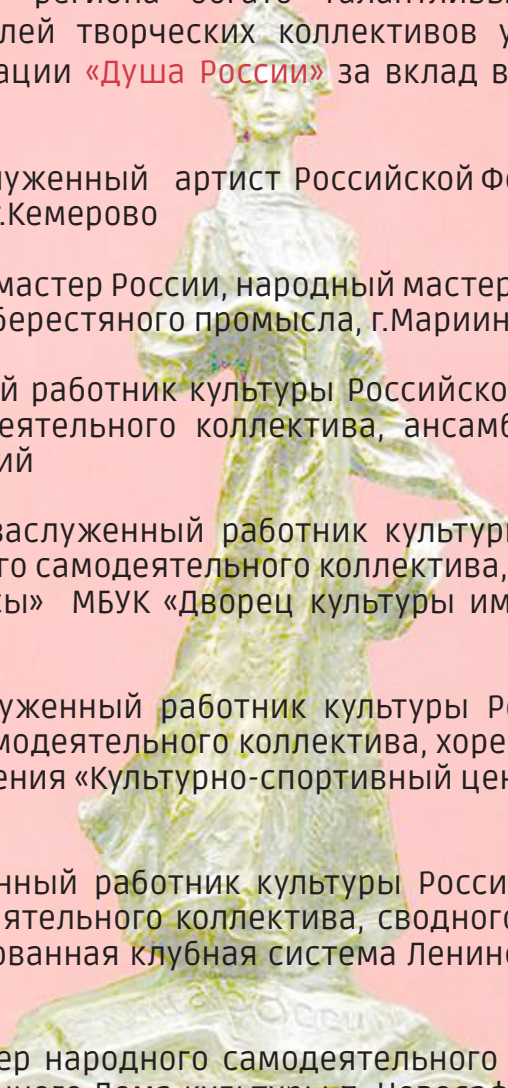 региона богато талантливы
лей творческих коллективов у
ации «Душа России» за вклад в
уженный артист Российской Ф
г.Кемерово
мастер России, народный мастер
берестяного промысла, г.Мариин
й работник культуры Российско
еятельного коллектива, ансамб
ий
заслуженный работник культур
го самодеятельного коллектива,
сы» МБУК «Дворец культуры им
уженный работник культуры Р
модеятельного коллектива, хоре
ения «Культурно-спортивный цен
нный работник культуры Росси
ятельного коллектива, сводного
ованная клубная система Ленинс
ер народного самодеятельного
Дома культуры